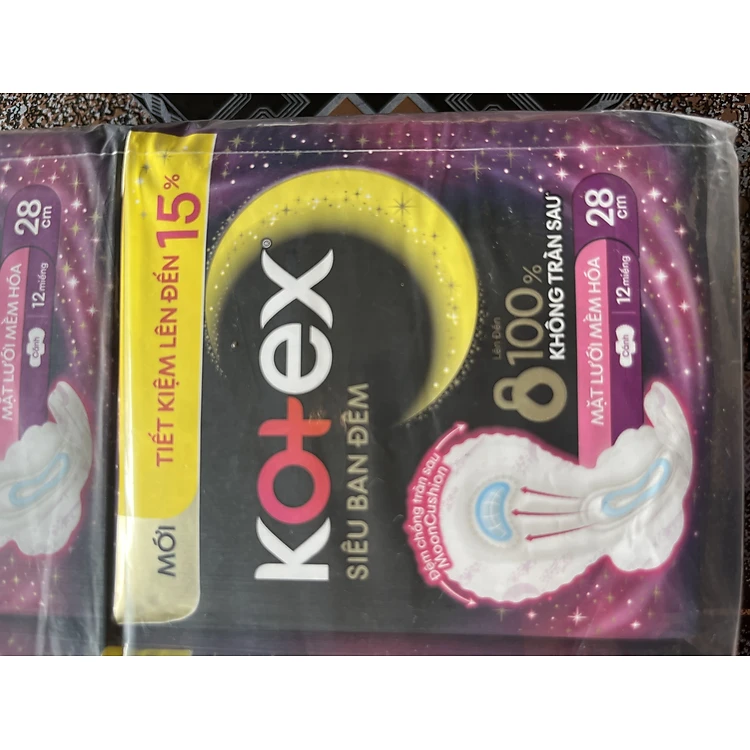 MỚI
TIẾT KIỆM LÊN ĐẾN 15%
Kotex®
SIÊU BAN ĐÊM
Lên Đến
100%
KHÔNG TRÀN SAU*
Đệm chống tràn sau
MoonCushion
MẶT LƯỚI MỀM HÓA
28 cm
Cánh
12 miếng
MẶT LƯỚI MỀM HÓA
28 cm
Cánh
12 miếng